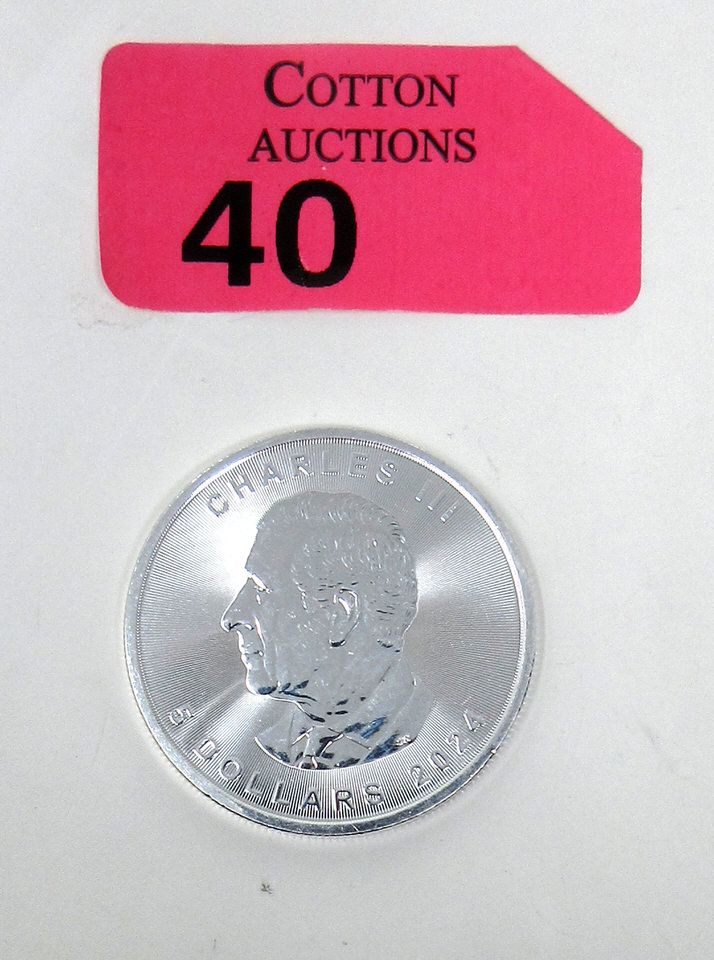 COTTON
AUCTIONS
40
CHARLES III
5 DOLLARS 2024